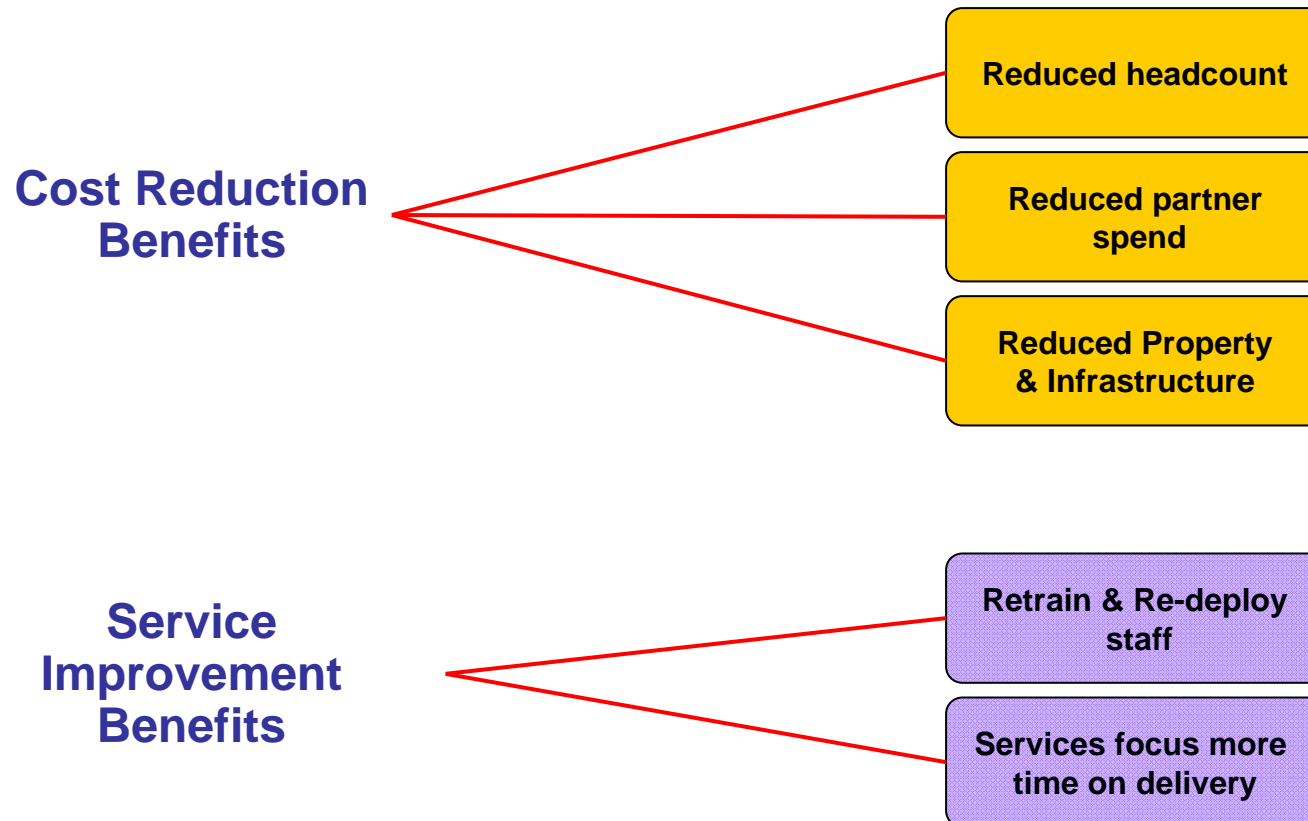 Reduced headcount
Cost Reduction
Benefits
Reduced partner
spend
Reduced Property
& Infrastructure
Service
Improvement
Benefits
Retrain & Re-deploy
staff
Services focus more
time on delivery